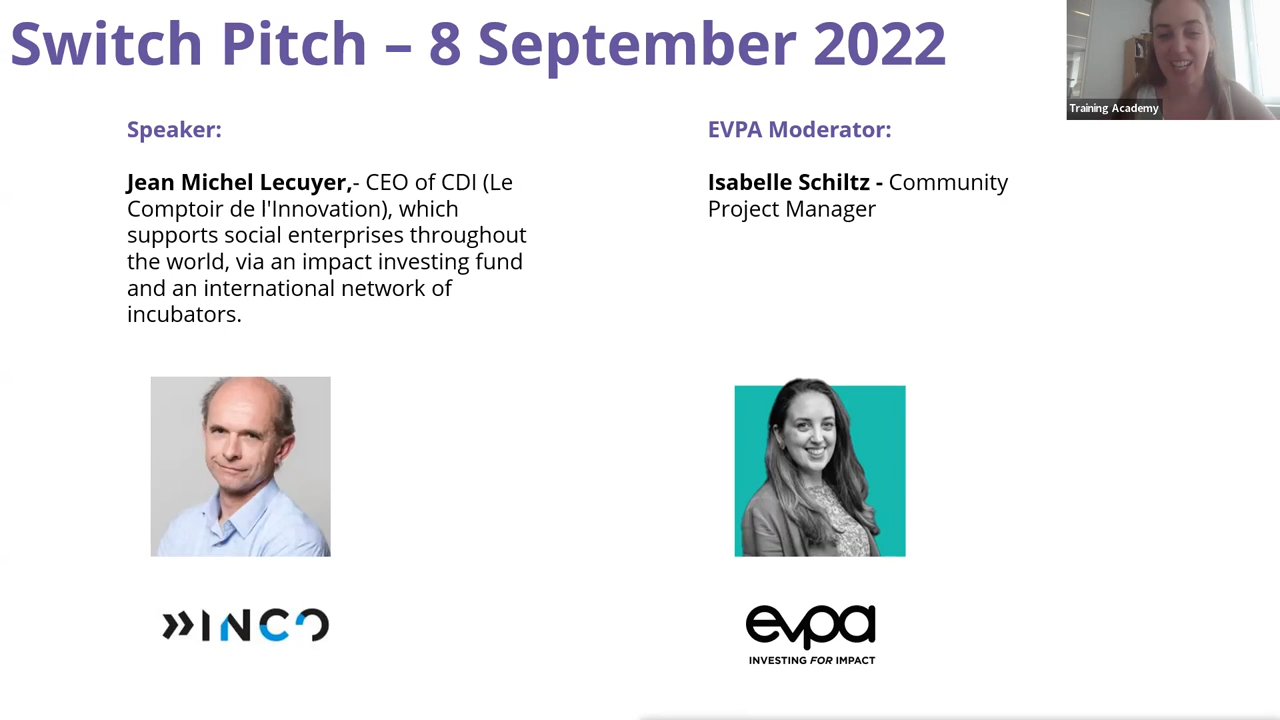 Switch Pitch – 8 September 2022
Training Academy
Speaker:
Jean Michel Lecuyer,- CEO of CDI (Le
Comptoir de l'Innovation), which
supports social enterprises throughout
the world, via an impact investing fund
and an international network of
incubators.
EVPA Moderator:
Isabelle Schiltz - Community
Project Manager
INCO
evpa
INVESTING FOR IMPACT